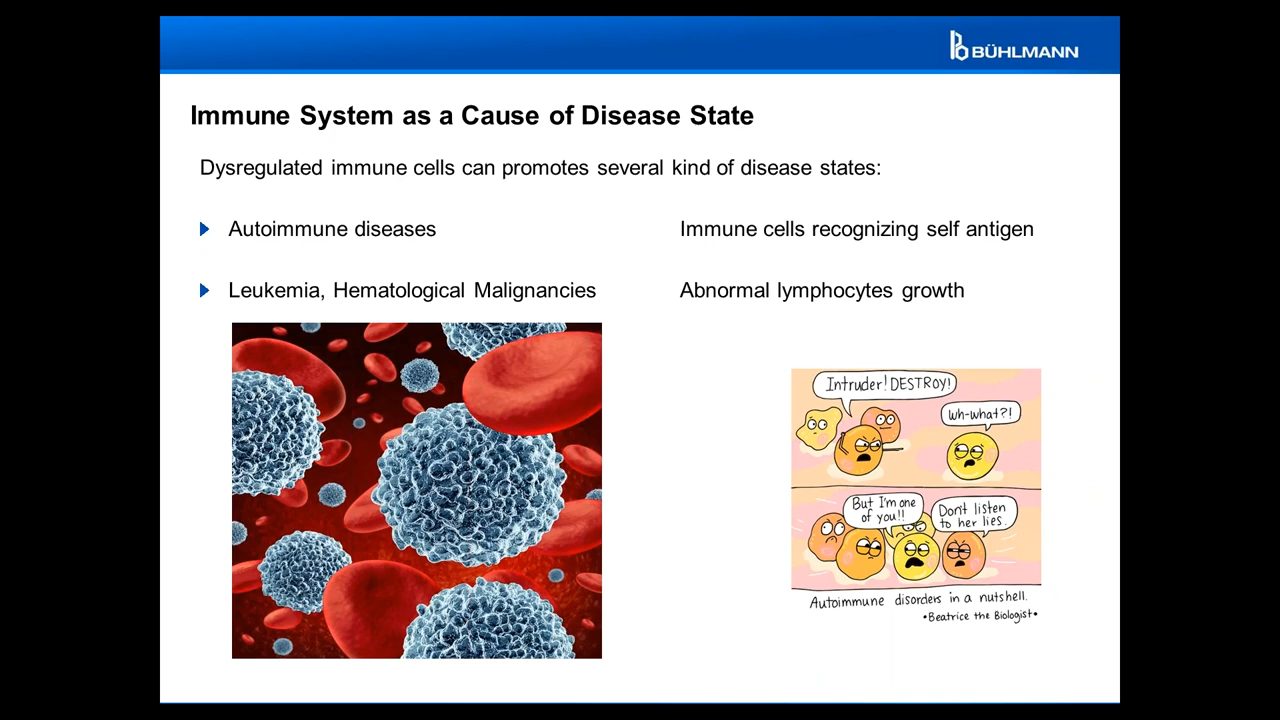 BÜHLMANN
Immune System as a Cause of Disease State
Dysregulated immune cells can promotes several kind of disease states:
Autoimmune diseases
Immune cells recognizing self antigen
Leukemia, Hematological Malignancies
Abnormal lymphocytes growth
Intruder! DESTROY!
Wh-what?!
But I'm one
of you!!
Don't listen
to her lies.
Autoimmune disorders in a nutshell.
•Beatrice the Biologist•